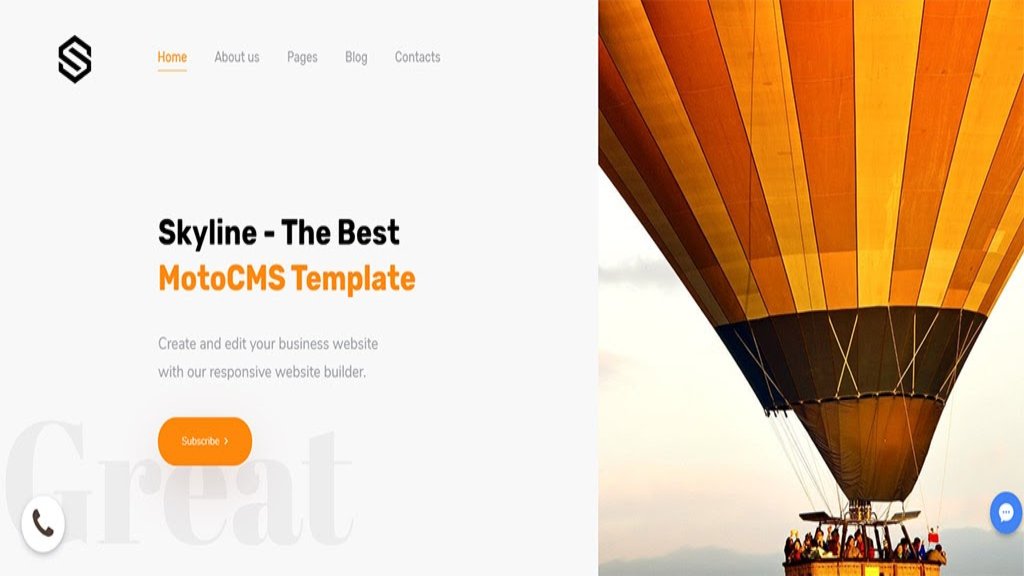 Home About us Pages Blog Contacts
Skyline - The Best
MotoCMS Template
Create and edit your business website
with our responsive website builder.
Subscribe ›
Great